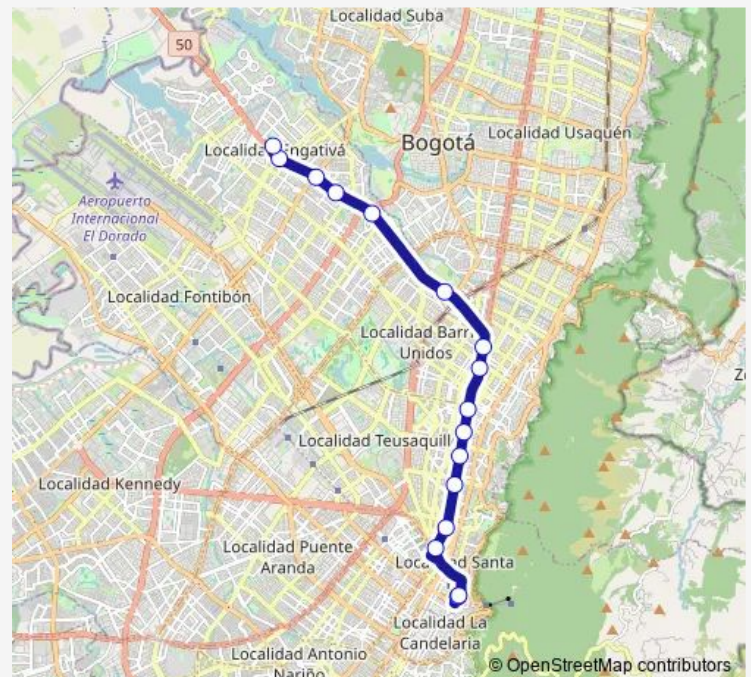 Localidad Suba
50
Bogotá
Localidad Usaquén
Localidad Engativá
Aeropuerto
Internacional
El Dorado
Localidad Fontibón
Localidad Barrios
Unidos
Localidad Teusaquill
Localidad Kennedy
Localidad Puente
Aranda
Localidad Santa
Localidad La
Candelaria
Localidad Antonio
Nariño
© OpenStreetMap contributors